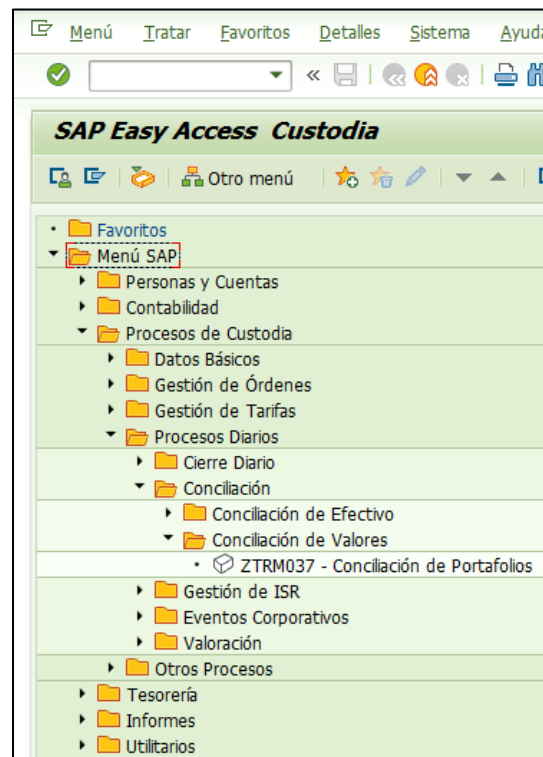 Menú Tratar Favoritos Detalles Sistema Ayuda
SAP Easy Access Custodia
Otro menú
Favoritos
Menú SAP
Personas y Cuentas
Contabilidad
Procesos de Custodia
Datos Básicos
Gestión de Órdenes
Gestión de Tarifas
Procesos Diarios
Cierre Diario
Conciliación
Conciliación de Efectivo
Conciliación de Valores
ZTRM037 - Conciliación de Portafolios
Gestión de ISR
Eventos Corporativos
Valoración
Otros Procesos
Tesorería
Informes
Utilitarios